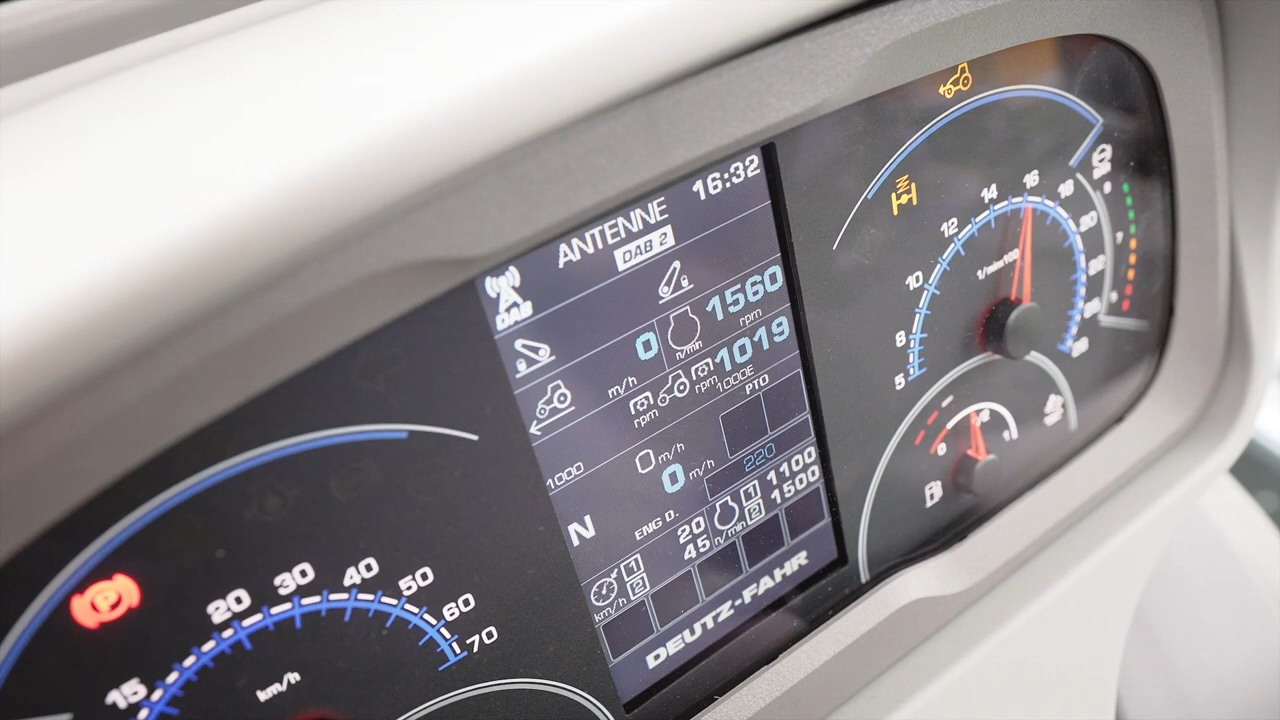 16:32
ANTENNE
DAB 2
DAB
1560
rpm
0
m/h
n/min
1019
rpm
1000E
rpm
PTO
1000
0 m/h
0 m/h
220
N
ENG D.
1 20
2 45
km/h
1 1100
2 1500
n/min
DEUTZ-FAHR
P
15 20 30 40 50 60 70
km/h
5 8 10 12 14 16 18 20
1/minx100